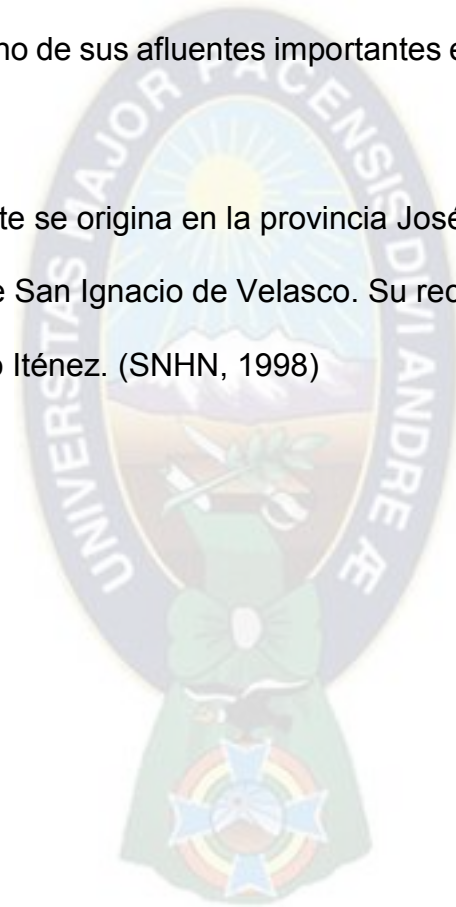 no de sus afluentes importantes e
te se origina en la provincia José
e San Ignacio de Velasco. Su rec
o Iténez. (SNHN, 1998)
UNIVERSITAS MAJOR PACENSIS DIVI ANDRE Æ